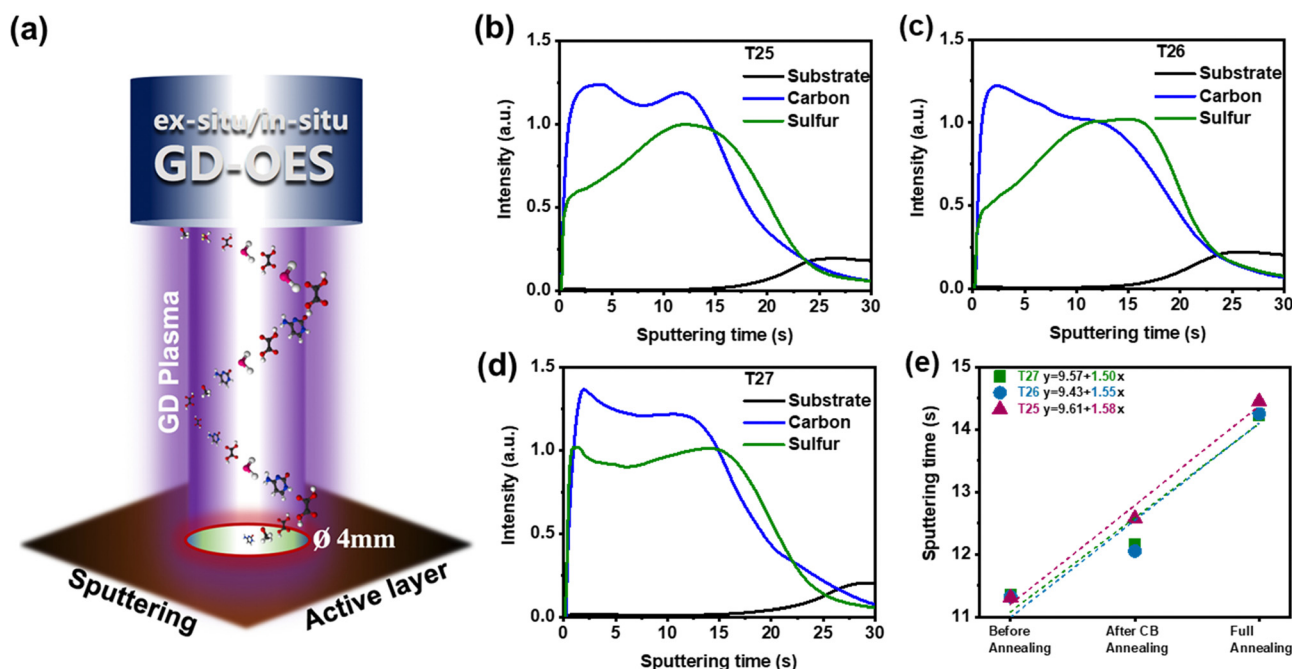 (a)
ex-situ/in-situ
GD-OES
GD Plasma
Ø 4mm
Sputtering
Active layer
(b)
T25
Substrate
Carbon
Sulfur
Intensity (a.u.)
1.5
1.0
0.5
0.0
0 5 10 15 20 25 30
Sputtering time (s)
(c)
T26
Substrate
Carbon
Sulfur
Intensity (a.u.)
1.5
1.0
0.5
0.0
0 5 10 15 20 25 30
Sputtering time (s)
(d)
T27
Substrate
Carbon
Sulfur
Intensity (a.u.)
1.5
1.0
0.5
0.0
0 5 10 15 20 25 30
Sputtering time (s)
(e)
T27 y=9.57+1.50x
T26 y=9.43+1.55x
T25 y=9.61+1.58x
Sputtering time (s)
15
14
13
12
11
Before
Annealing
After CB
Annealing
Full
Annealing